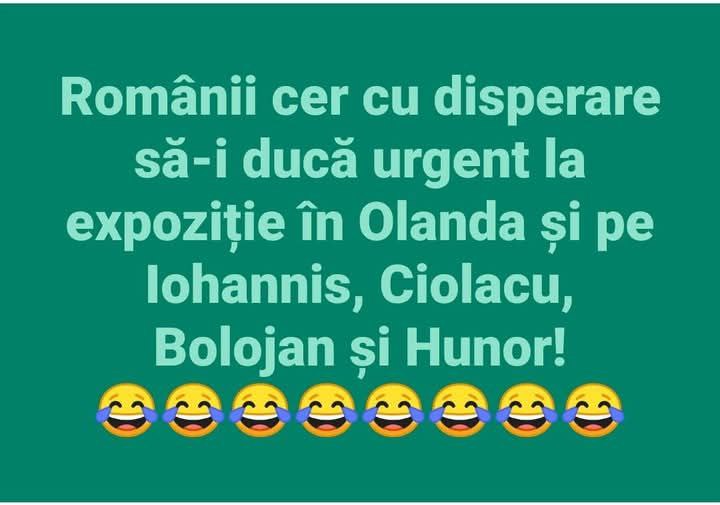 Românii cer cu disperare
să-i ducă urgent la
expoziție în Olanda și pe
Iohannis, Ciolacu,
Bolojan și Hunor!
😂😂😂😂😂😂😂😂